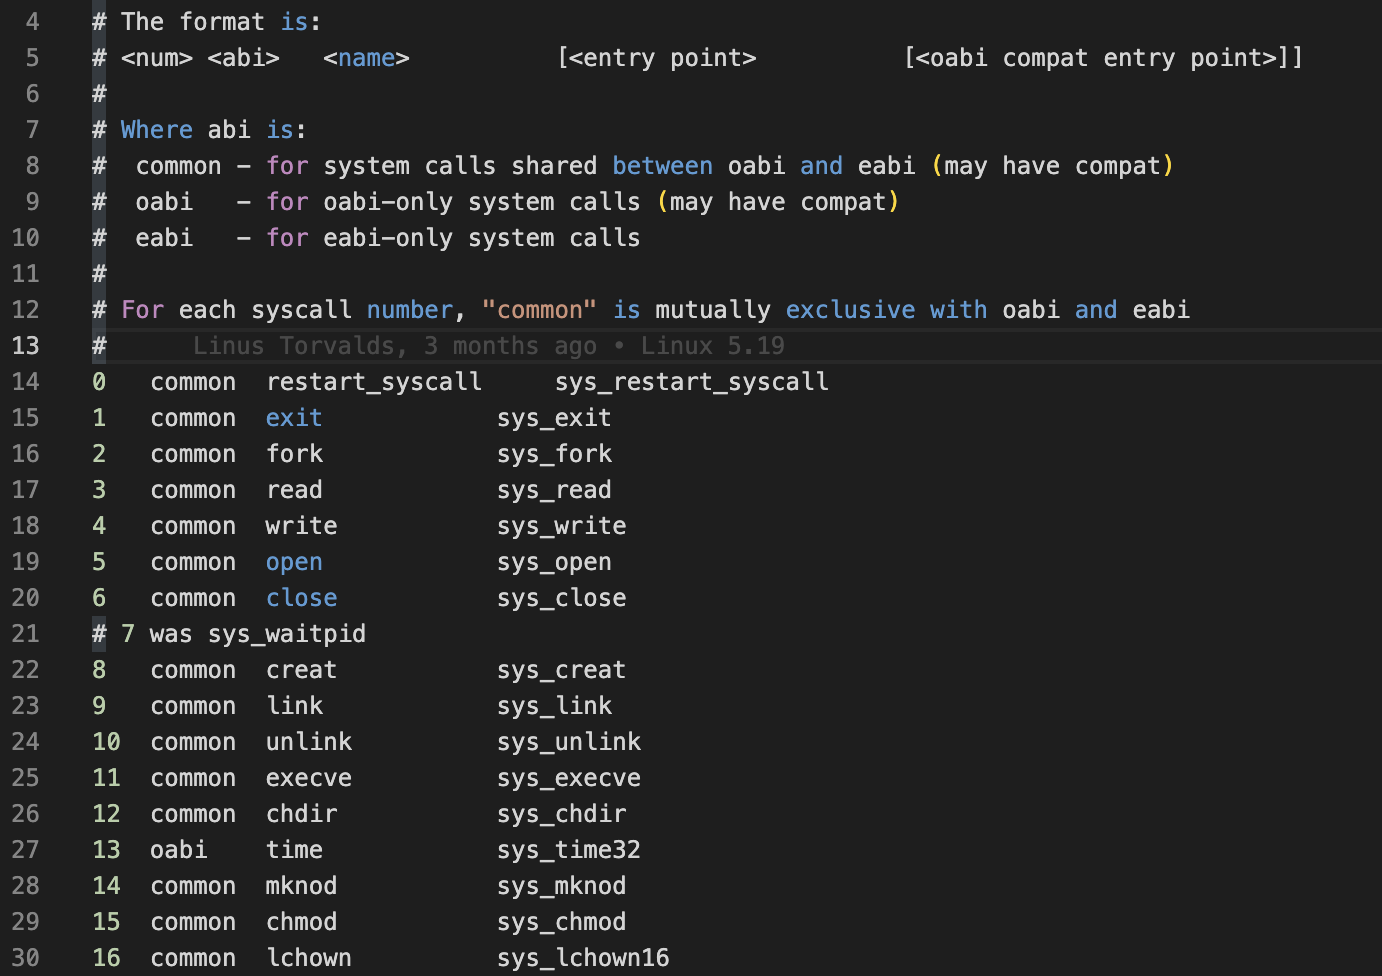 4 # The format is:
5 # <num> <abi> <name> [<entry point> [<oabi compat entry point>]]
6 #
7 # Where abi is:
8 # common - for system calls shared between oabi and eabi (may have compat)
9 # oabi - for oabi-only system calls (may have compat)
10 # eabi - for eabi-only system calls
11 #
12 # For each syscall number, "common" is mutually exclusive with oabi and eabi
13 # Linus Torvalds, 3 months ago • Linux 5.19
14 0 common restart_syscall sys_restart_syscall
15 1 common exit sys_exit
16 2 common fork sys_fork
17 3 common read sys_read
18 4 common write sys_write
19 5 common open sys_open
20 6 common close sys_close
21 # 7 was sys_waitpid
22 8 common creat sys_creat
23 9 common link sys_link
24 10 common unlink sys_unlink
25 11 common execve sys_execve
26 12 common chdir sys_chdir
27 13 oabi time sys_time32
28 14 common mknod sys_mknod
29 15 common chmod sys_chmod
30 16 common lchown sys_lchown16